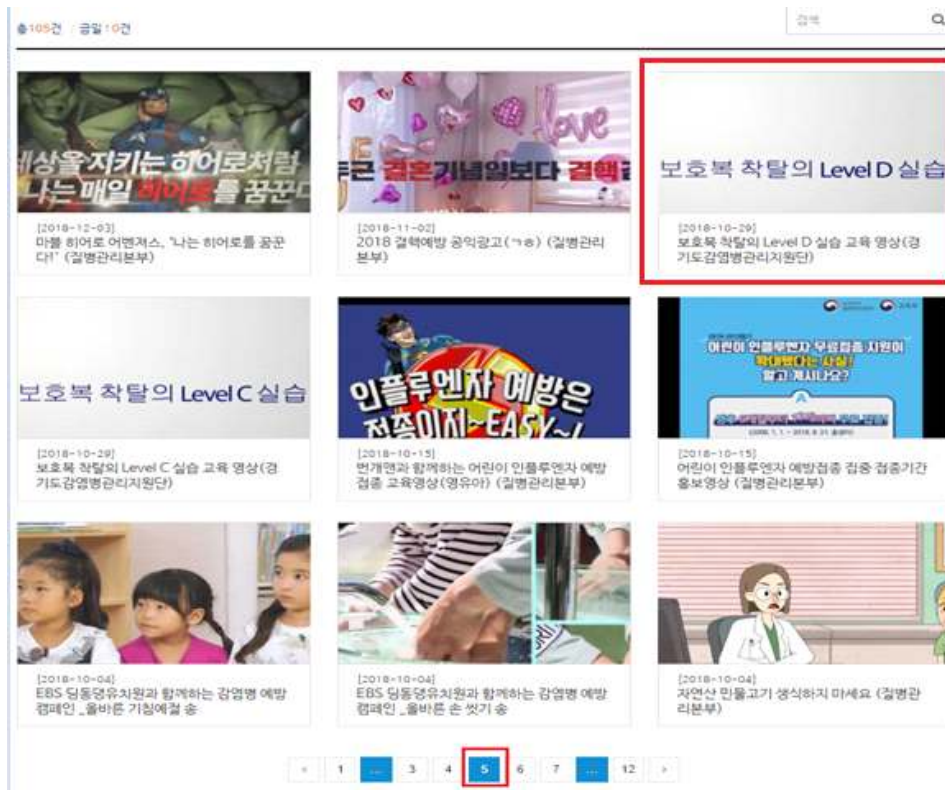 총105건 / 금일10건
검색
세상을 지키는 히어로처럼
나는 매일 히어로를 꿈꾼다
[2018-12-03]
마블 히어로 어벤져스, "나는 히어로를 꿈꾼
다!" (질병관리본부)
두근 결혼기념일보다 결핵
love
[2018-11-02]
2018 결핵예방 공익광고(ㄱㅎ) (질병관리
본부)
보호복 착탈의 Level D 실습
[2018-10-29]
보호복 착탈의 Level D 실습 교육 영상(경
기도감염병관리지원단)
보호복 착탈의 Level C 실습
[2018-10-29]
보호복 착탈의 Level C 실습 교육 영상(경
기도감염병관리지원단)
인플루엔자 예방은
접종이지~EASY~!
[2018-10-15]
번개맨과 함께하는 어린이 인플루엔자 예방
접종 교육영상(영유아) (질병관리본부)
어린이 인플루엔자 무료접종 지원이
확대됐다는 사실!
알고 계시나요?
[2018-10-15]
어린이 인플루엔자 예방접종 집중 접종기간
홍보영상 (질병관리본부)
[2018-10-04]
EBS 딩동댕유치원과 함께하는 감염병 예방
캠페인 _올바른 기침예절 송
[2018-10-04]
EBS 딩동댕유치원과 함께하는 감염병 예방
캠페인 _올바른 손 씻기 송
[2018-10-04]
자연산 민물고기 생식하지 마세요 (질병관
리본부)
< 1 ... 3 4 5 6 7 ... 12 >